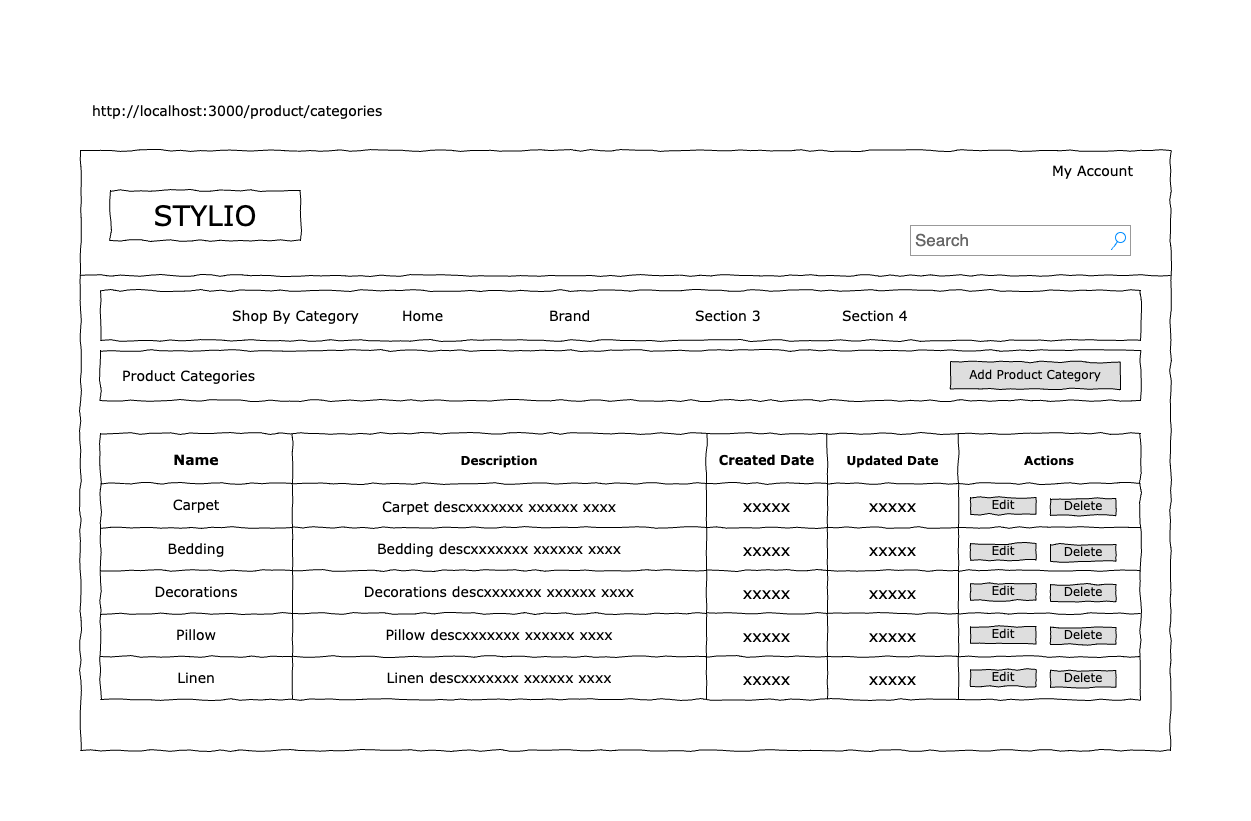 http://localhost:3000/product/categories
My Account
STYLIO
Search
Shop By Category Home Brand Section 3 Section 4
Product Categories Add Product Category
Name Description Created Date Updated Date Actions
Carpet Carpet descxxxxxxx xxxxxx xxxx xxxxx xxxxx Edit Delete
Bedding Bedding descxxxxxxx xxxxxx xxxx xxxxx xxxxx Edit Delete
Decorations Decorations descxxxxxxx xxxxxx xxxx xxxxx xxxxx Edit Delete
Pillow Pillow descxxxxxxx xxxxxx xxxx xxxxx xxxxx Edit Delete
Linen Linen descxxxxxxx xxxxxx xxxx xxxxx xxxxx Edit Delete